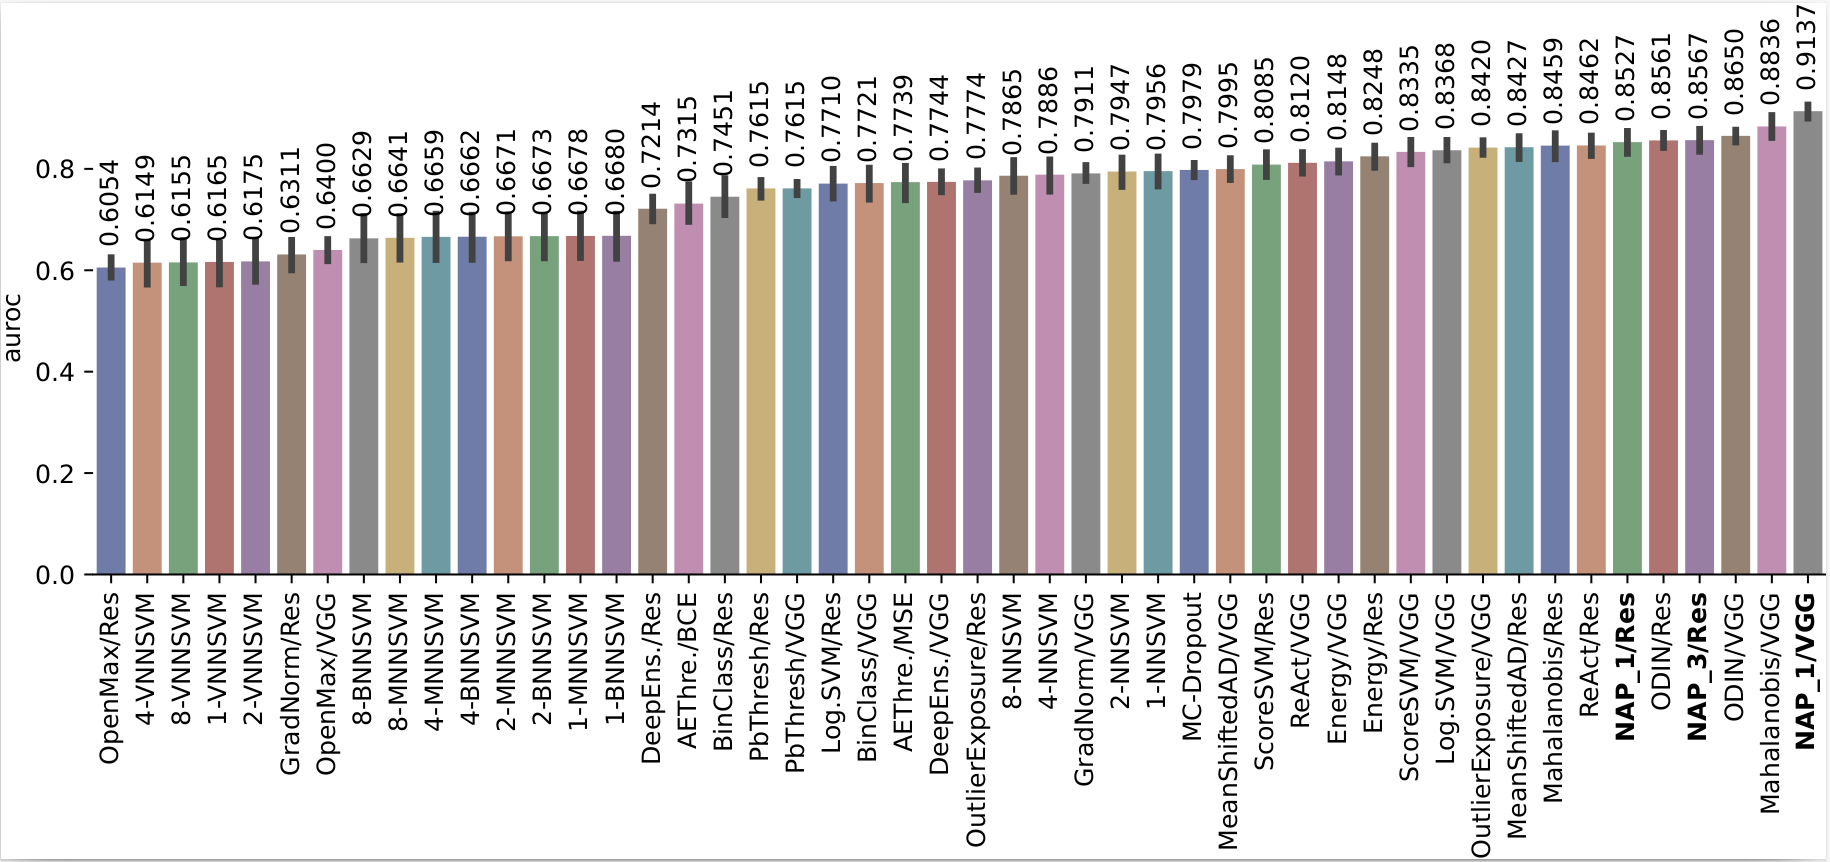 0.6054
0.6149
0.6155
0.6165
0.6175
0.6311
0.6400
0.6629
0.6641
0.6659
0.6662
0.6671
0.6673
0.6678
0.6680
0.7214
0.7315
0.7451
0.7615
0.7615
0.7710
0.7721
0.7739
0.7744
0.7774
0.7865
0.7886
0.7911
0.7947
0.7956
0.7979
0.7995
0.8085
0.8120
0.8148
0.8248
0.8335
0.8368
0.8420
0.8427
0.8459
0.8462
0.8527
0.8561
0.8567
0.8650
0.8836
0.9137
auroc
0.8
0.6
0.4
0.2
0.0
OpenMax/Res
4-VNNSVM
8-VNNSVM
1-VNNSVM
2-VNNSVM
GradNorm/Res
OpenMax/VGG
8-BNNSVM
8-MNNSVM
4-MNNSVM
4-BNNSVM
2-MNNSVM
2-BNNSVM
1-MNNSVM
1-BNNSVM
DeepEns./Res
AEThre./BCE
BinClass/Res
PbThresh/Res
PbThresh/VGG
Log.SVM/Res
BinClass/VGG
AEThre./MSE
DeepEns./VGG
OutlierExposure/Res
8-NNSVM
4-NNSVM
GradNorm/VGG
2-NNSVM
1-NNSVM
MC-Dropout
MeanShiftedAD/VGG
ScoreSVM/Res
ReAct/VGG
Energy/VGG
Energy/Res
ScoreSVM/VGG
Log.SVM/VGG
OutlierExposure/VGG
MeanShiftedAD/Res
Mahalanobis/Res
ReAct/Res
NAP_1/Res
ODIN/Res
NAP_3/Res
ODIN/VGG
Mahalanobis/VGG
NAP_1/VGG